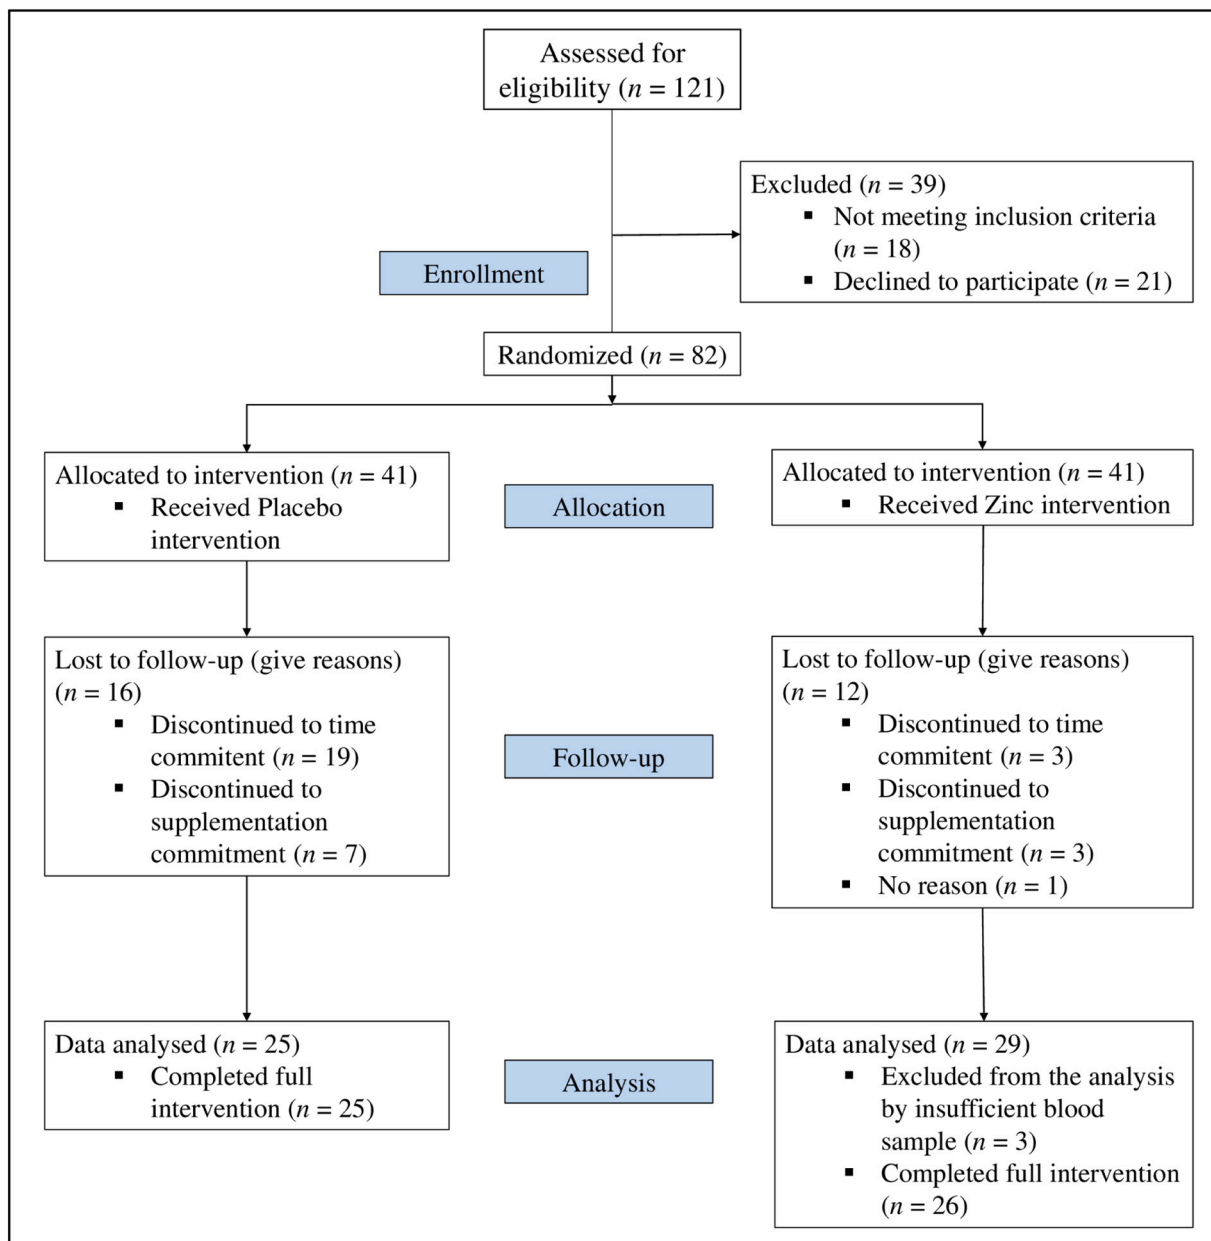 Assessed for
eligibility (n = 121)
Excluded (n = 39)
▪ Not meeting inclusion criteria
(n = 18)
▪ Declined to participate (n = 21)
Enrollment
Randomized (n = 82)
Allocated to intervention (n = 41)
▪ Received Placebo
intervention
Allocation
Allocated to intervention (n = 41)
▪ Received Zinc intervention
Lost to follow-up (give reasons)
(n = 16)
▪ Discontinued to time
commitent (n = 19)
▪ Discontinued to
supplementation
commitment (n = 7)
Follow-up
Lost to follow-up (give reasons)
(n = 12)
▪ Discontinued to time
commitent (n = 3)
▪ Discontinued to
supplementation
commitment (n = 3)
▪ No reason (n = 1)
Data analysed (n = 25)
▪ Completed full
intervention (n = 25)
Analysis
Data analysed (n = 29)
▪ Excluded from the analysis
by insufficient blood
sample (n = 3)
▪ Completed full intervention
(n = 26)